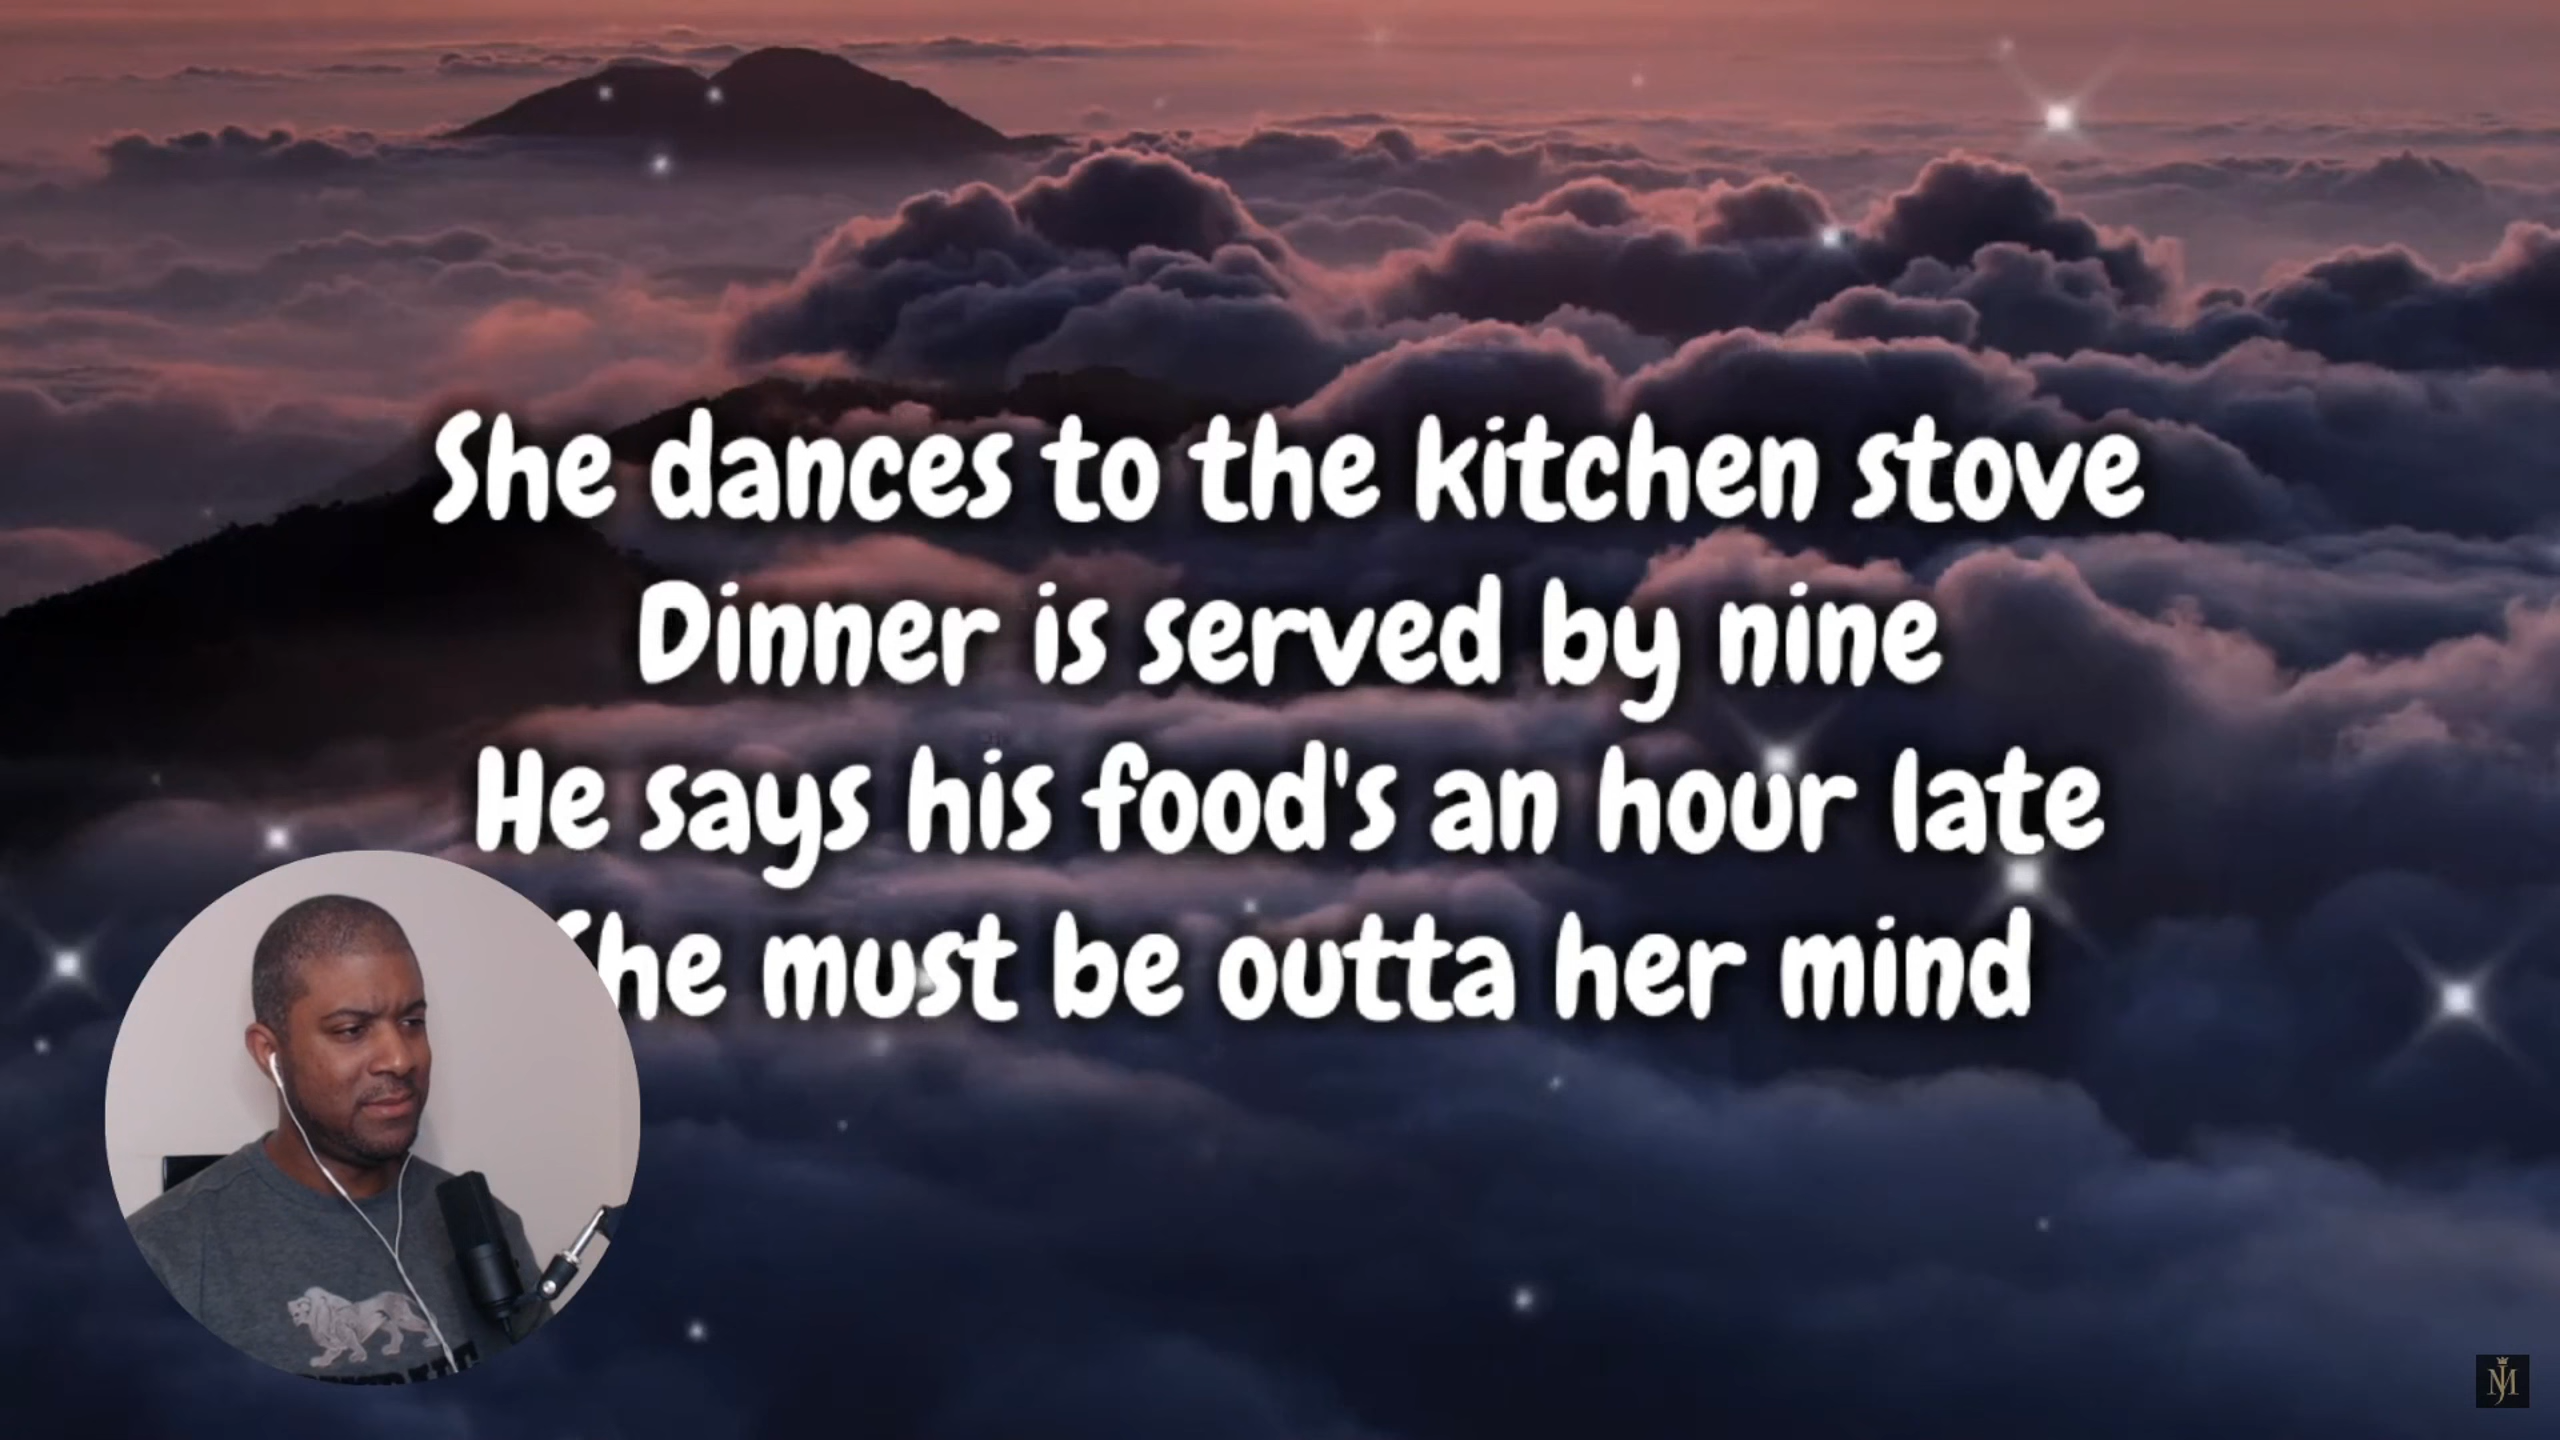 She dances to the kitchen stove
Dinner is served by nine
He says his food's an hour late
She must be outta her mind